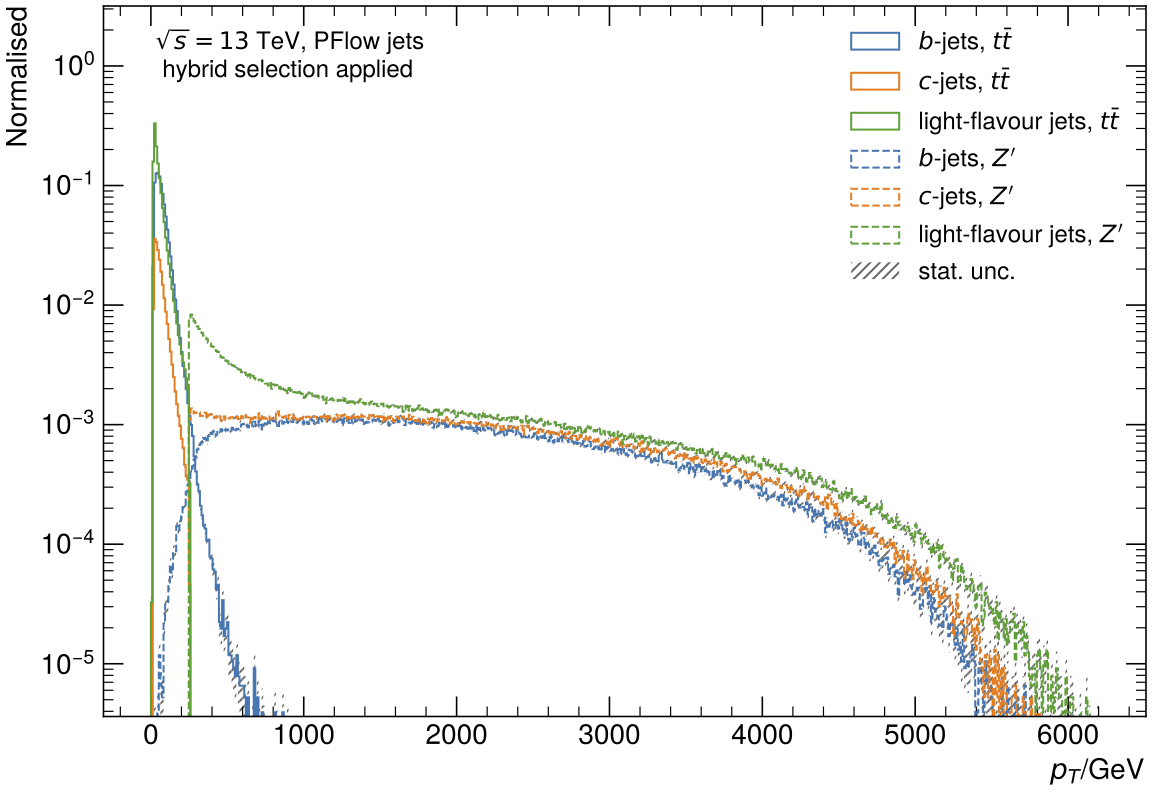 Normalised
√s = 13 TeV, PFlow jets
hybrid selection applied
b-jets, tt̄
c-jets, tt̄
light-flavour jets, tt̄
b-jets, Z′
c-jets, Z′
light-flavour jets, Z′
stat. unc.
10⁰
10⁻¹
10⁻²
10⁻³
10⁻⁴
10⁻⁵
0 1000 2000 3000 4000 5000 6000
p_T/GeV